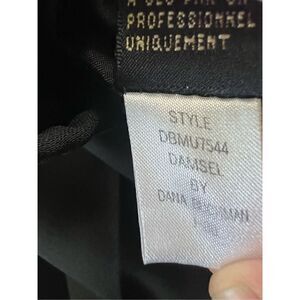 PROFESSIONNEL
UNIQUEMENT
STYLE
DBMU7544
DAMSEL
BY
DANA BUCHMAN